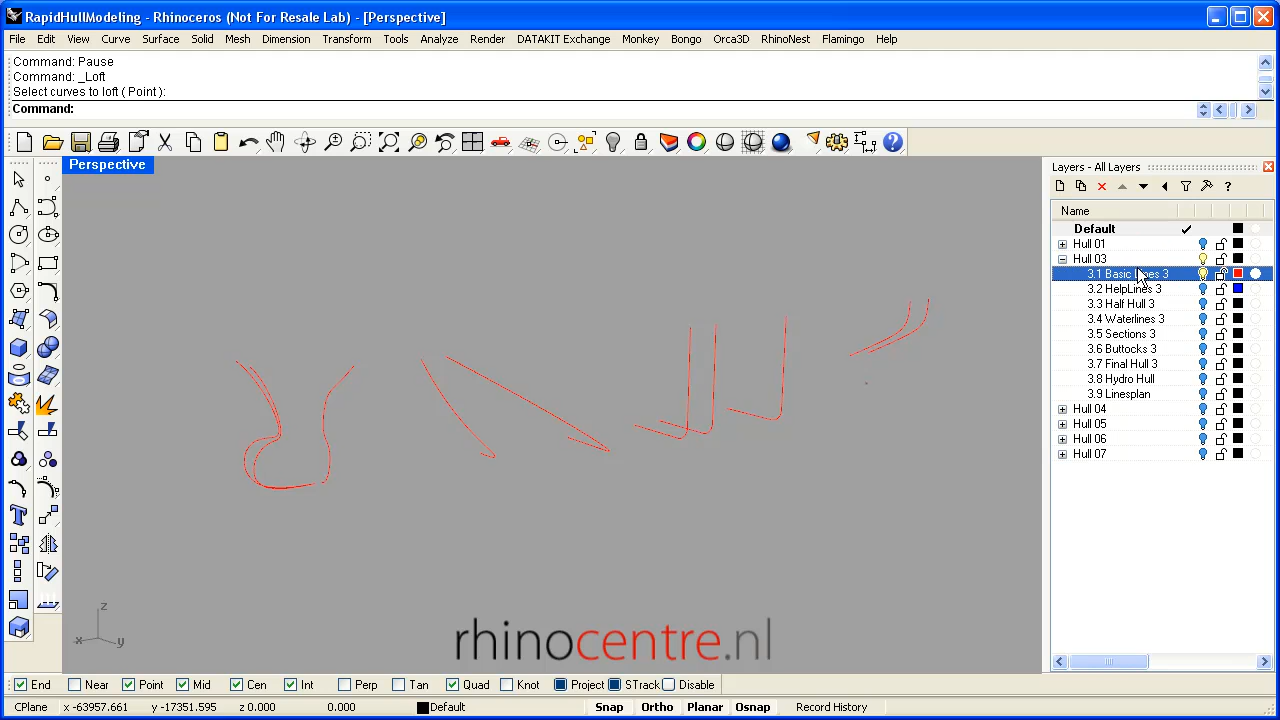 RapidHullModeling - Rhinoceros (Not For Resale Lab) - [Perspective]
File Edit View Curve Surface Solid Mesh Dimension Transform Tools Analyze Render DATAKIT Exchange Monkey Bongo Orca3D RhinoNest Flamingo Help
Command: Pause
Command: _Loft
Select curves to loft ( Point ):
Command:
Perspective
Layers - All Layers
Name
Default
Hull 01
Hull 03
3.1 Basic Lines 3
3.2 HelpLines 3
3.3 Half Hull 3
3.4 Waterlines 3
3.5 Sections 3
3.6 Buttocks 3
3.7 Final Hull 3
3.8 Hydro Hull
3.9 Linesplan
Hull 04
Hull 05
Hull 06
Hull 07
z
x y
rhinocentre.nl
End Near Point Mid Cen Int Perp Tan Quad Knot Project STrack Disable
CPlane x -63957.661 y -17351.595 z 0.000 0.000 Default Snap Ortho Planar Osnap Record History